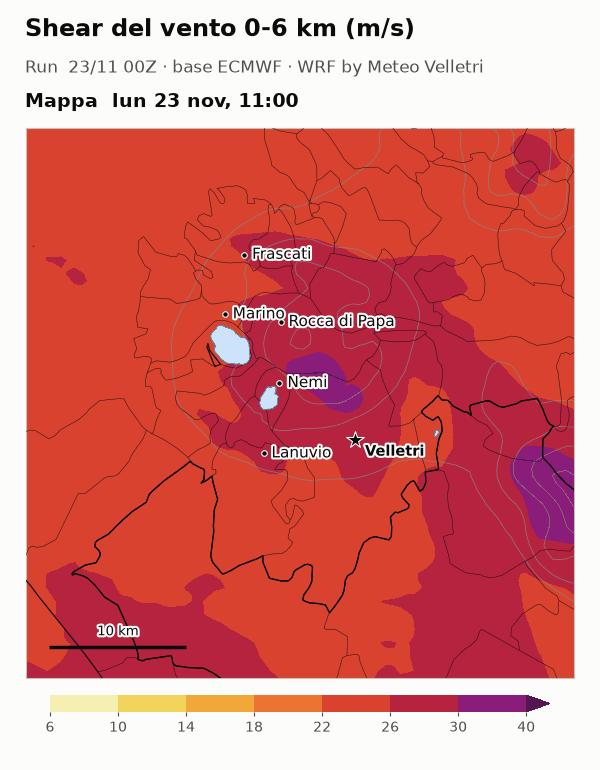 Shear del vento 0-6 km (m/s)
Run  23/11 00Z · base ECMWF · WRF by Meteo Velletri
Mappa  lun 23 nov, 11:00
Frascati
Marino
Rocca di Papa
Nemi
Velletri
Lanuvio
10 km
6 10 14 18 22 26 30 40